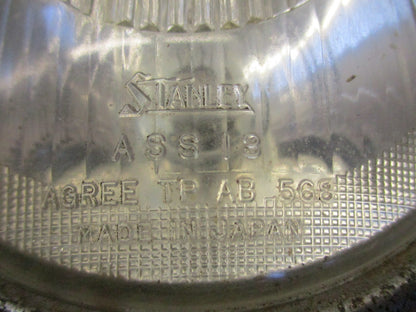 STANLEY
ASS 13
AGREE TP AB 568
MADE IN JAPAN